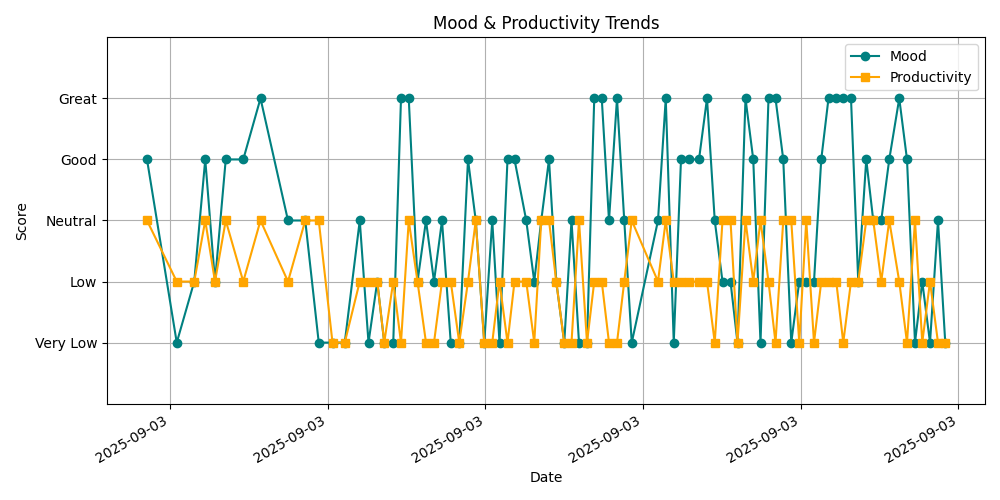 Mood & Productivity Trends
Mood
Productivity
Great
Good
Neutral
Low
Very Low
Score
2025-09-03
2025-09-03
2025-09-03
2025-09-03
2025-09-03
2025-09-03
Date